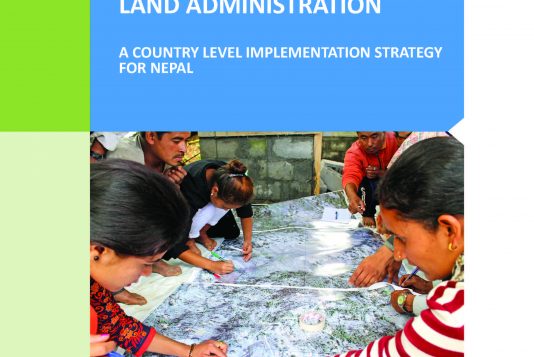 LAND ADMINISTRATION
A COUNTRY LEVEL IMPLEMENTATION STRATEGY
FOR NEPAL